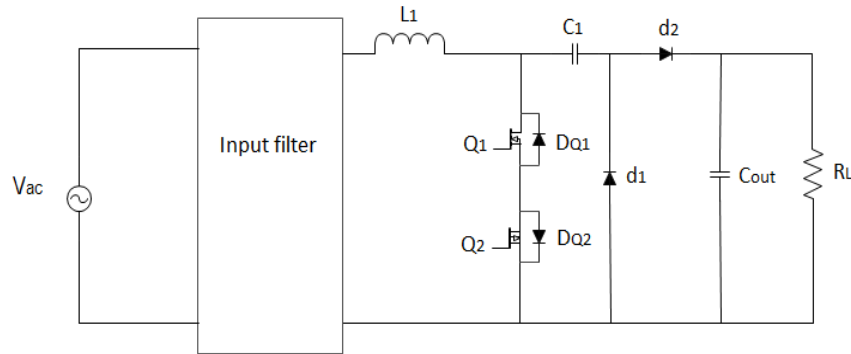 L1
C1
d2
Input filter
Q1
DQ1
Vac
d1
Cout
RL
Q2
DQ2